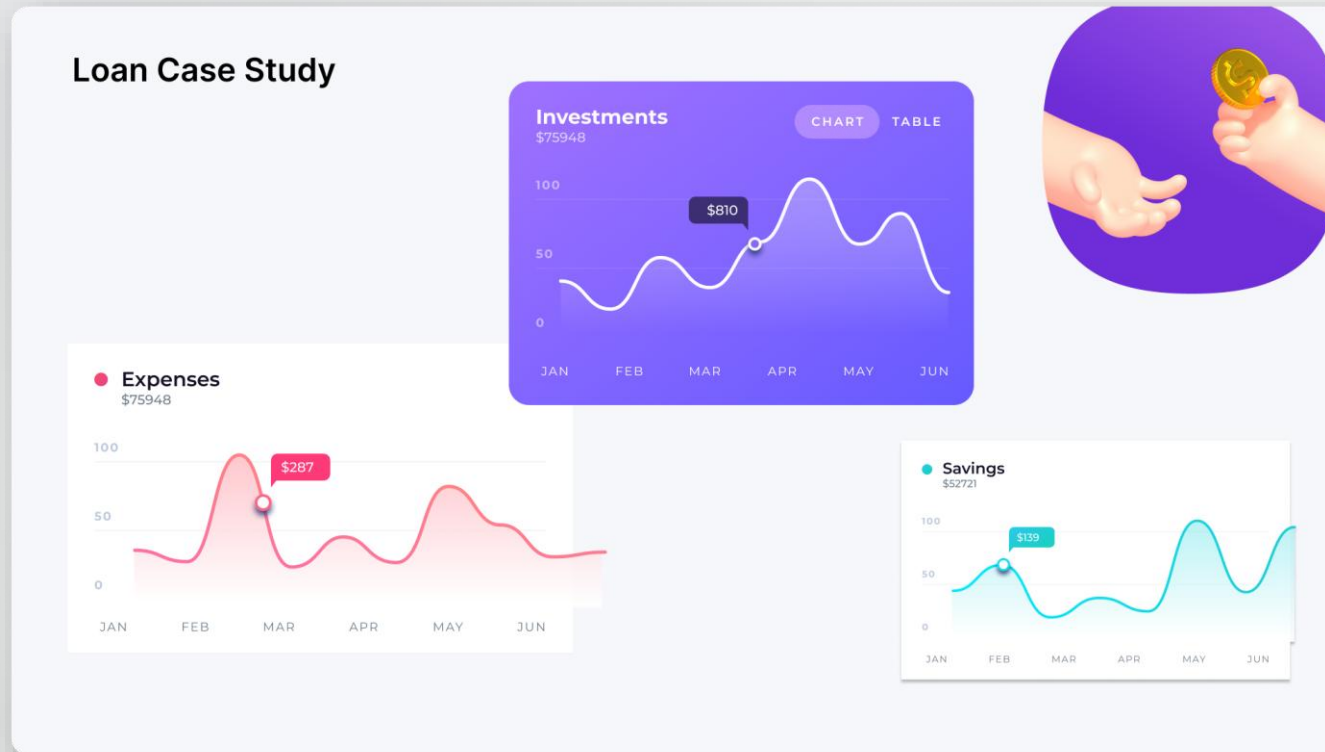 Loan Case Study
Investments
$75948
CHART TABLE
100
$810
50
0
JAN FEB MAR APR MAY JUN
Expenses
$75948
100
$287
50
0
JAN FEB MAR APR MAY JUN
Savings
$52721
100
$139
50
0
JAN FEB MAR APR MAY JUN